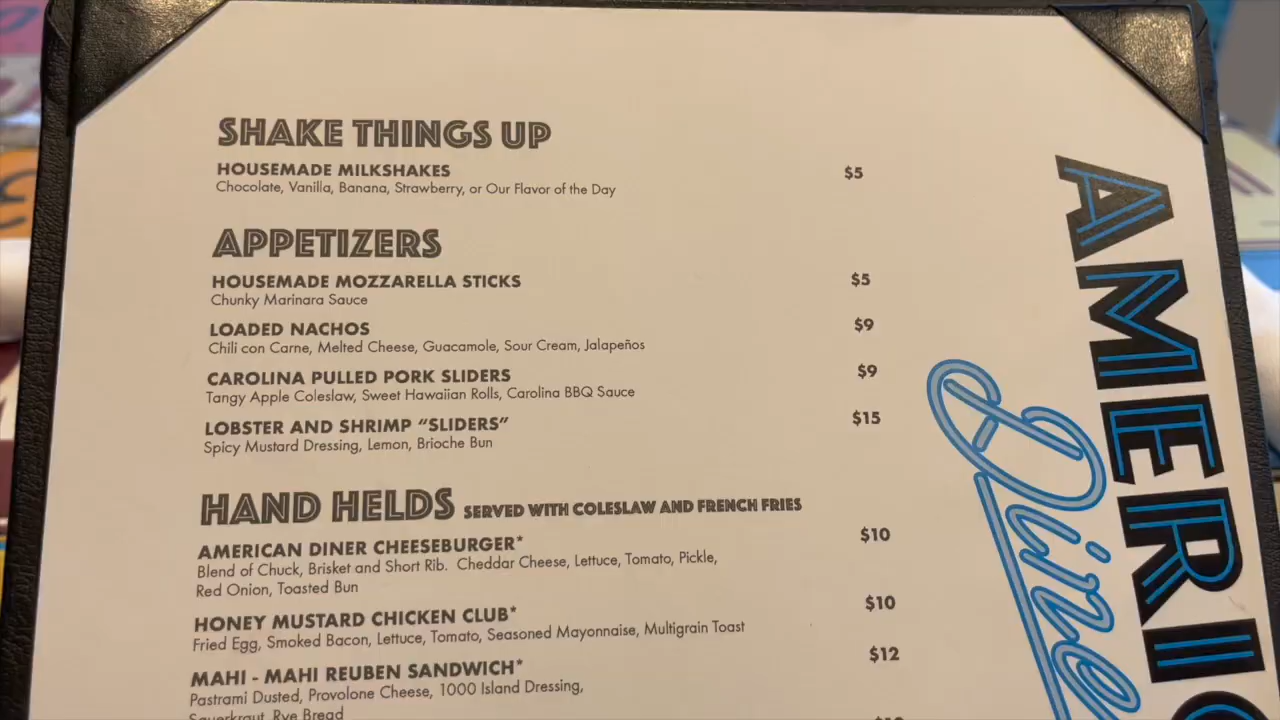 SHAKE THINGS UP
HOUSEMADE MILKSHAKES $5
Chocolate, Vanilla, Banana, Strawberry, or Our Flavor of the Day
APPETIZERS
HOUSEMADE MOZZARELLA STICKS $5
Chunky Marinara Sauce
LOADED NACHOS $9
Chili con Carne, Melted Cheese, Guacamole, Sour Cream, Jalapeños
CAROLINA PULLED PORK SLIDERS $9
Tangy Apple Coleslaw, Sweet Hawaiian Rolls, Carolina BBQ Sauce
LOBSTER AND SHRIMP “SLIDERS” $15
Spicy Mustard Dressing, Lemon, Brioche Bun
HAND HELDS SERVED WITH COLESLAW AND FRENCH FRIES
AMERICAN DINER CHEESEBURGER* $10
Blend of Chuck, Brisket and Short Rib. Cheddar Cheese, Lettuce, Tomato, Pickle,
Red Onion, Toasted Bun
HONEY MUSTARD CHICKEN CLUB* $10
Fried Egg, Smoked Bacon, Lettuce, Tomato, Seasoned Mayonnaise, Multigrain Toast
MAHI - MAHI REUBEN SANDWICH* $12
Pastrami Dusted, Provolone Cheese, 1000 Island Dressing,
Sauerkraut, Rye Bread
AMERIC
Dine